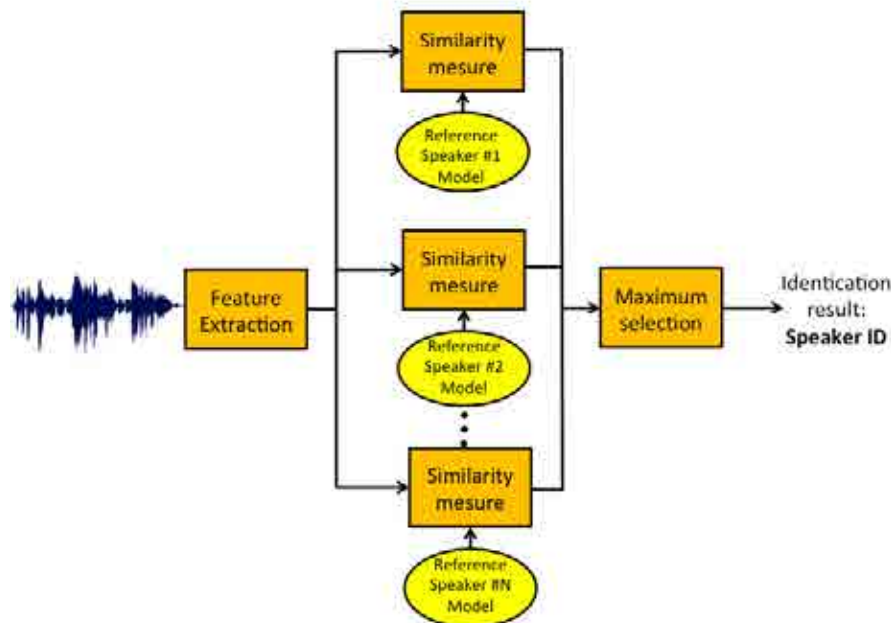 Similarity
mesure
Reference
Speaker #1
Model
Similarity
mesure
Feature
Extraction
Maximum
selection
Identication
result:
Speaker ID
Reference
Speaker #2
Model
Similarity
mesure
Reference
Speaker #N
Model